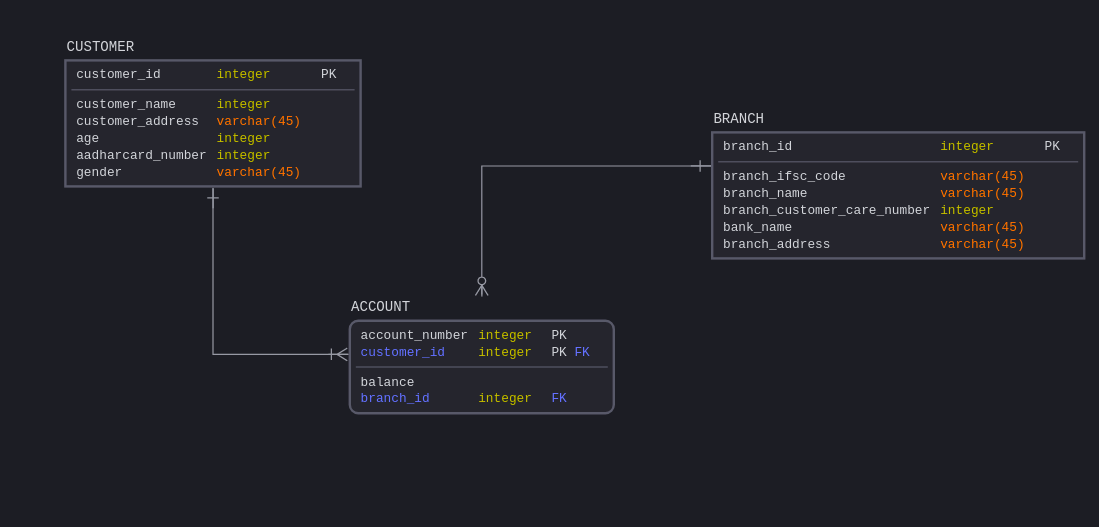 CUSTOMER
customer_id integer PK
customer_name integer
customer_address varchar(45)
age integer
aadharcard_number integer
gender varchar(45)
BRANCH
branch_id integer PK
branch_ifsc_code varchar(45)
branch_name varchar(45)
branch_customer_care_number integer
bank_name varchar(45)
branch_address varchar(45)
ACCOUNT
account_number integer PK
customer_id integer PK FK
balance
branch_id integer FK